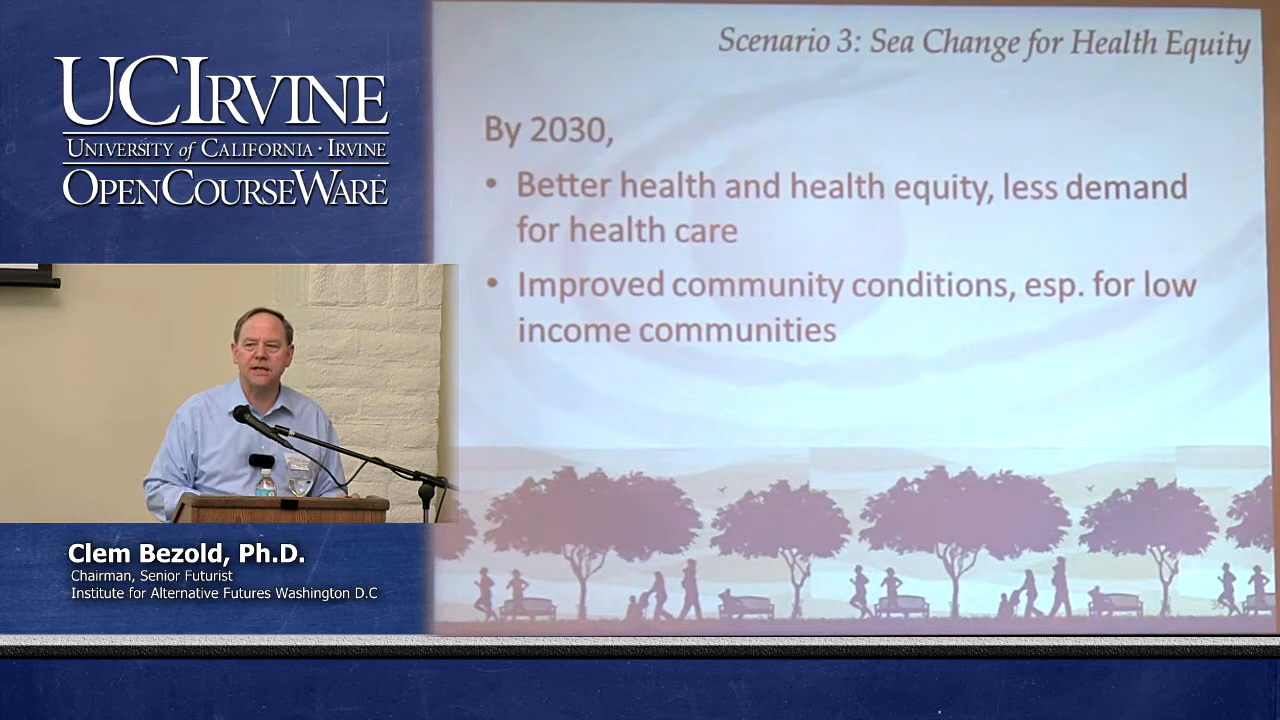 UCIRVINE
UNIVERSITY of CALIFORNIA · IRVINE
OPENCOURSEWARE
Clem Bezold, Ph.D.
Chairman, Senior Futurist
Institute for Alternative Futures Washington D.C
Scenario 3: Sea Change for Health Equity
By 2030,
• Better health and health equity, less demand
for health care
• Improved community conditions, esp. for low
income communities